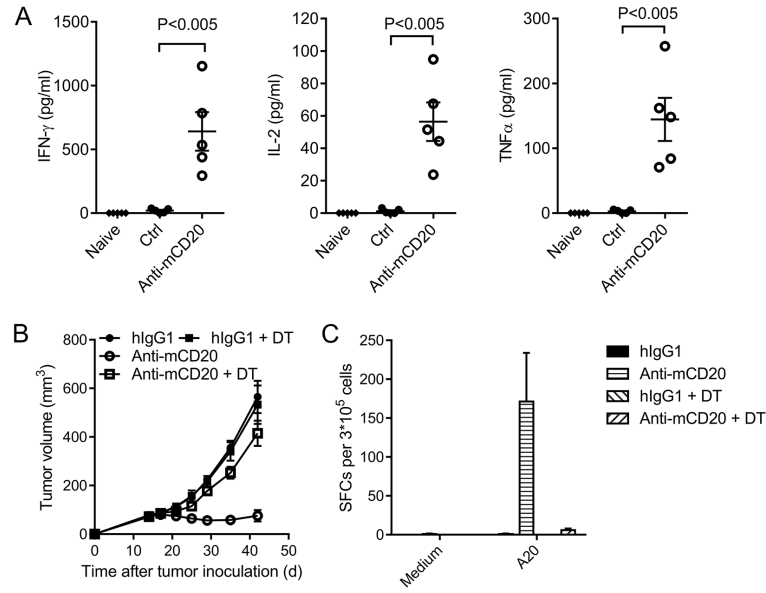 A
P<0.005
IFN-γ (pg/ml)
1500
1000
500
0
Naive
Ctrl
Anti-mCD20
P<0.005
IL-2 (pg/ml)
120
100
80
60
40
20
0
Naive
Ctrl
Anti-mCD20
P<0.005
TNFα (pg/ml)
300
200
100
0
Naive
Ctrl
Anti-mCD20
B
hIgG1
hIgG1 + DT
Anti-mCD20
Anti-mCD20 + DT
Tumor volume (mm³)
800
600
400
200
0
0 10 20 30 40 50
Time after tumor inoculation (d)
C
SFCs per 3*10⁵ cells
250
200
150
100
50
0
Medium
A20
hIgG1
Anti-mCD20
hIgG1 + DT
Anti-mCD20 + DT